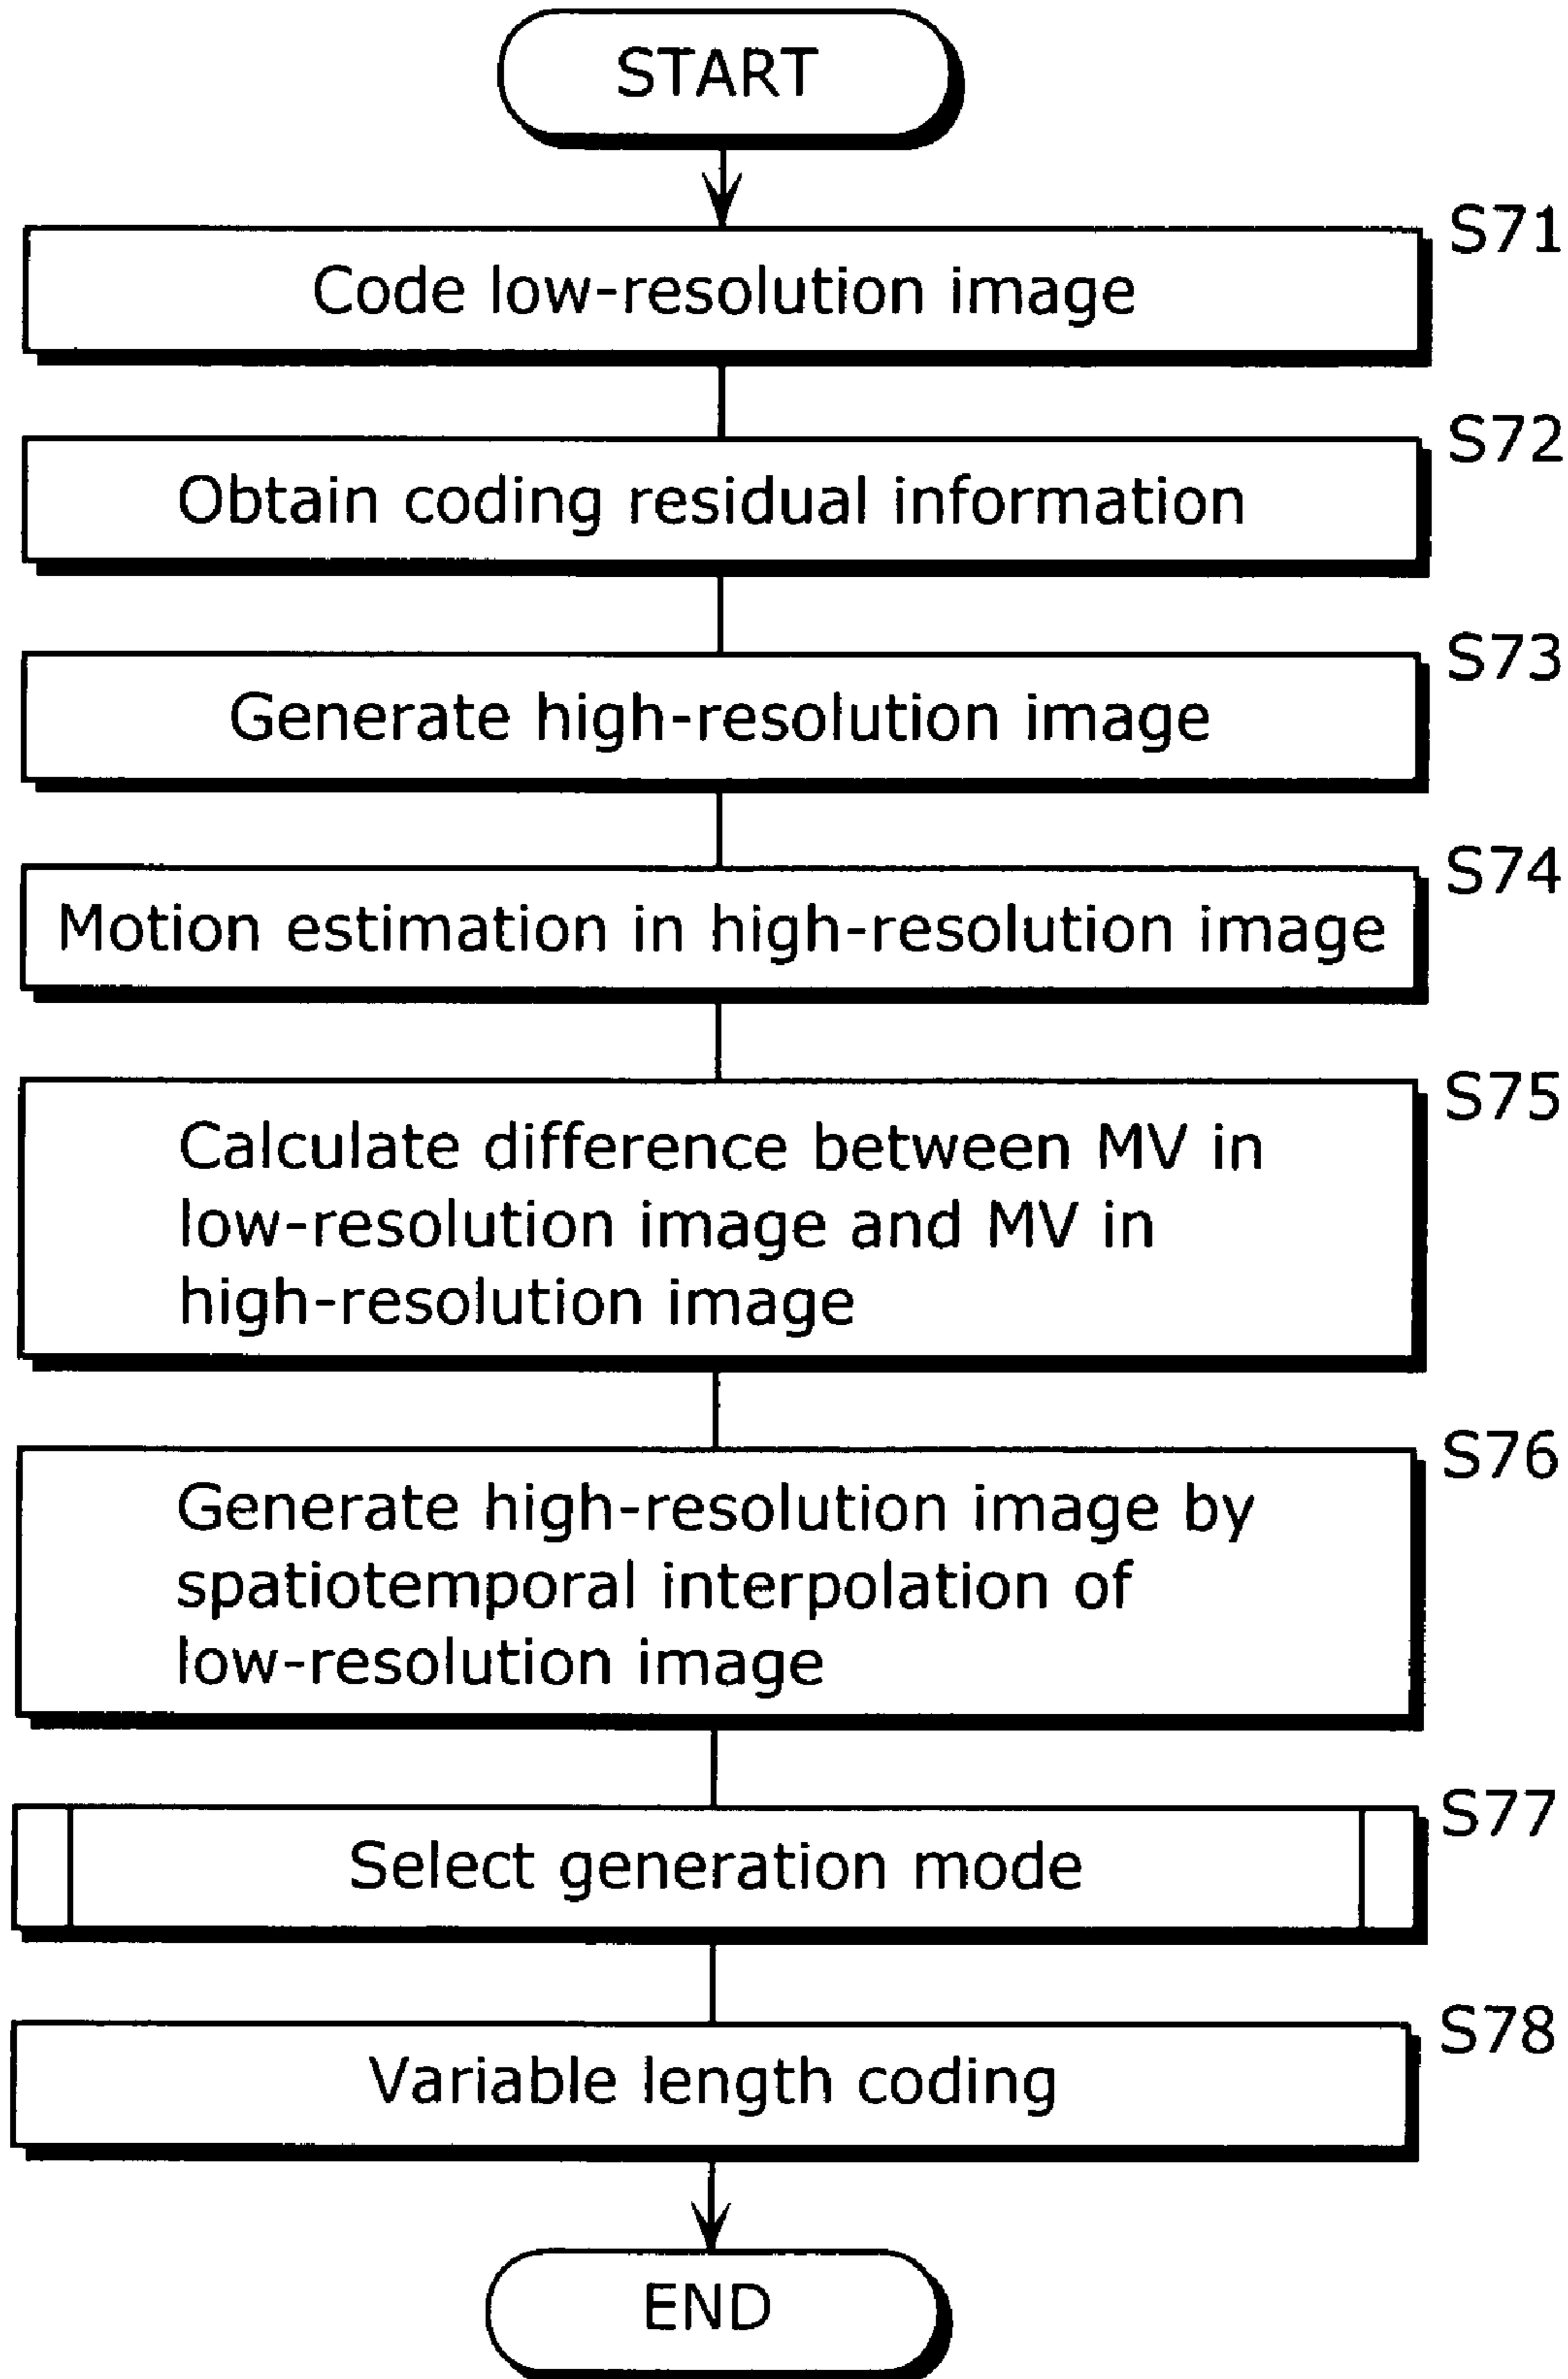 START
S71
Code low-resolution image
S72
Obtain coding residual information
S73
Generate high-resolution image
S74
Motion estimation in high-resolution image
S75
Calculate difference between MV in
low-resolution image and MV in
high-resolution image
S76
Generate high-resolution image by
spatiotemporal interpolation of
low-resolution image
S77
Select generation mode
S78
Variable length coding
END